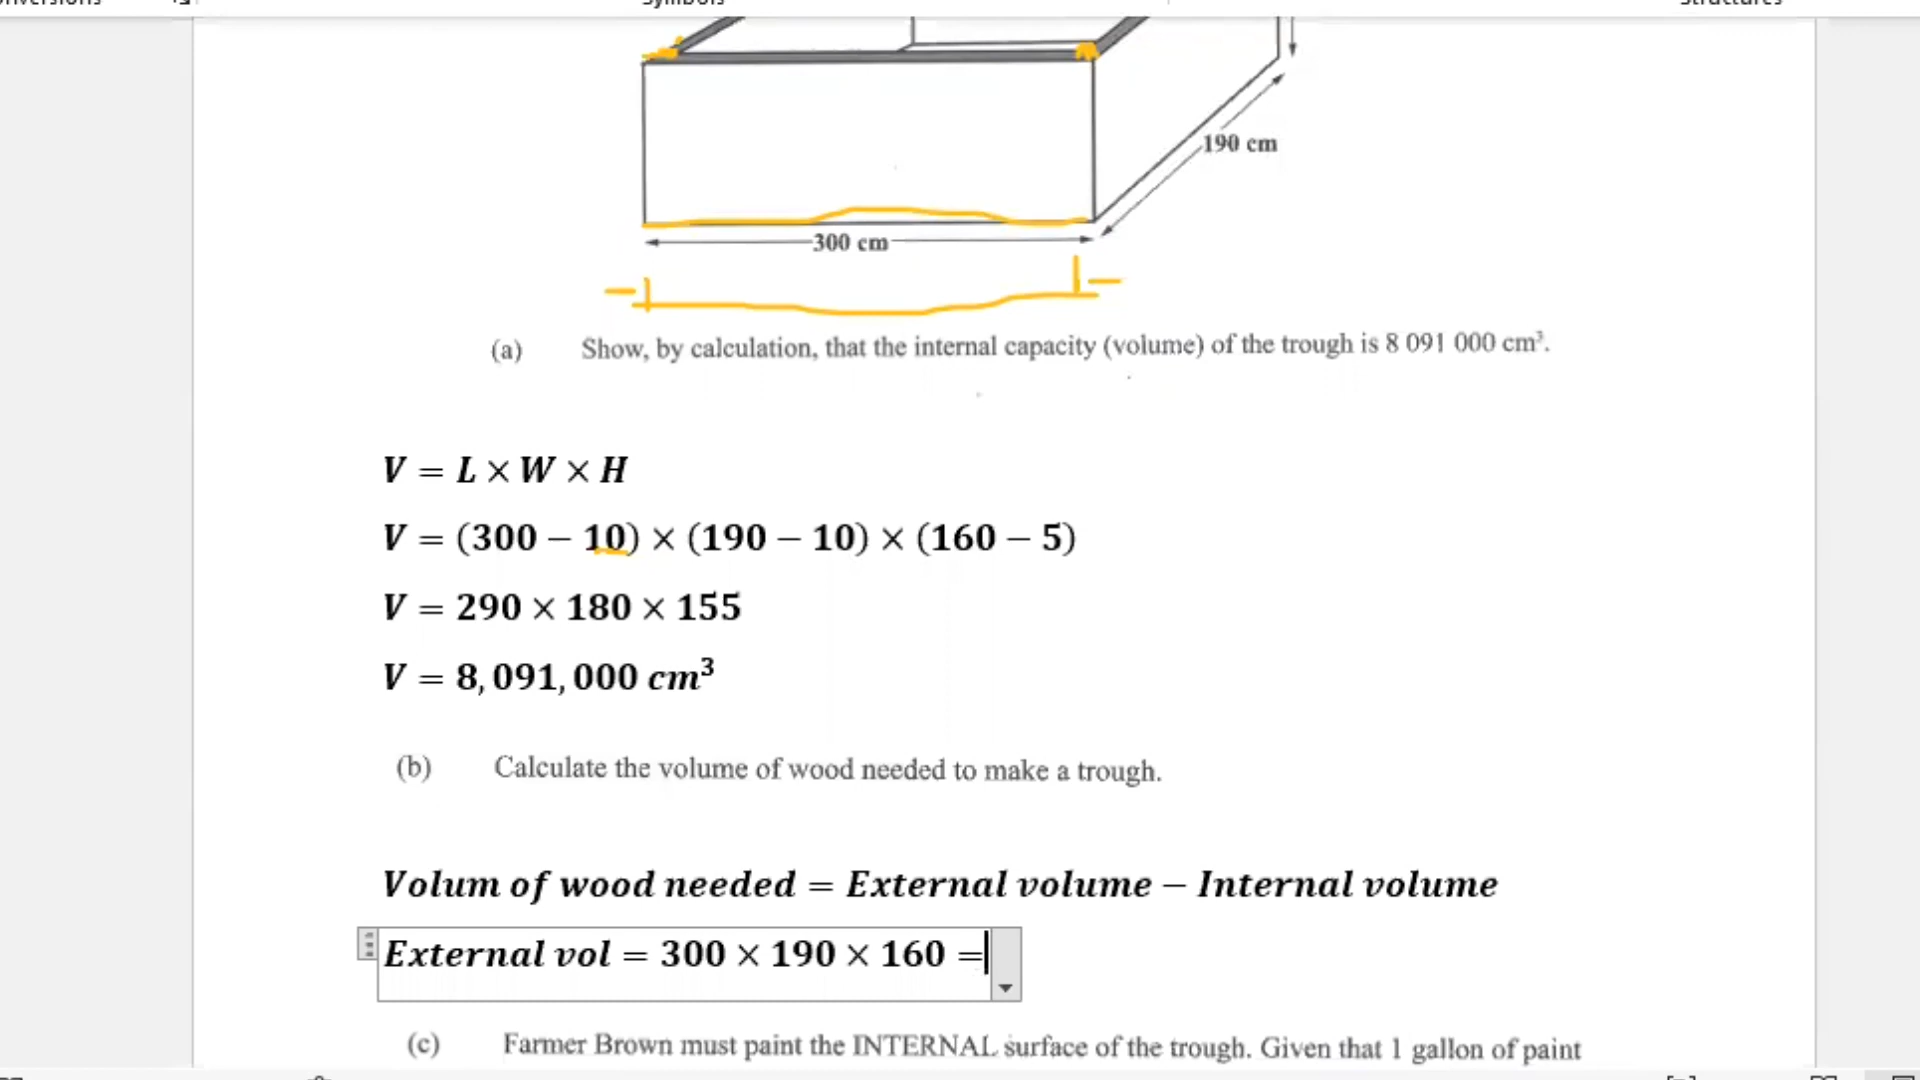 190 cm
300 cm
(a) Show, by calculation, that the internal capacity (volume) of the trough is 8 091 000 cm³.
V = L × W × H
V = (300 − 10) × (190 − 10) × (160 − 5)
V = 290 × 180 × 155
V = 8,091,000 cm³
(b) Calculate the volume of wood needed to make a trough.
Volum of wood needed = External volume − Internal volume
External vol = 300 × 190 × 160 =
(c) Farmer Brown must paint the INTERNAL surface of the trough. Given that 1 gallon of paint